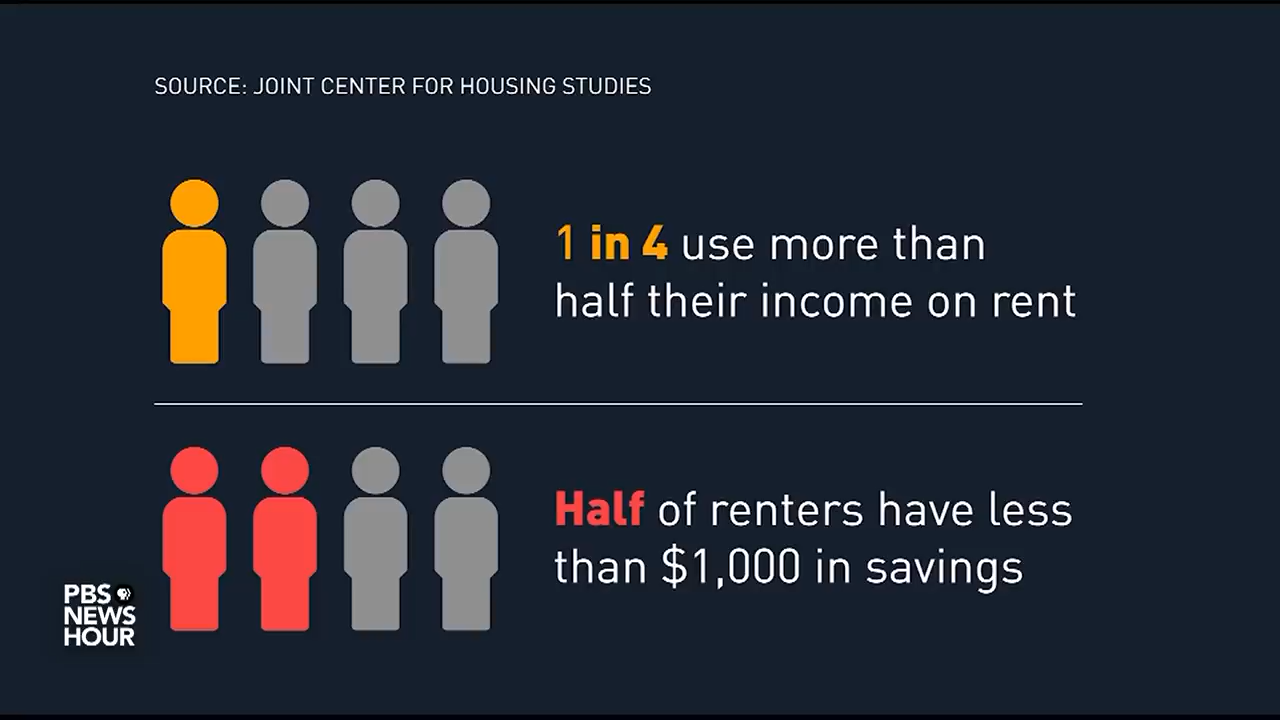 SOURCE: JOINT CENTER FOR HOUSING STUDIES
1 in 4 use more than
half their income on rent
Half of renters have less
than $1,000 in savings
PBS
NEWS
HOUR